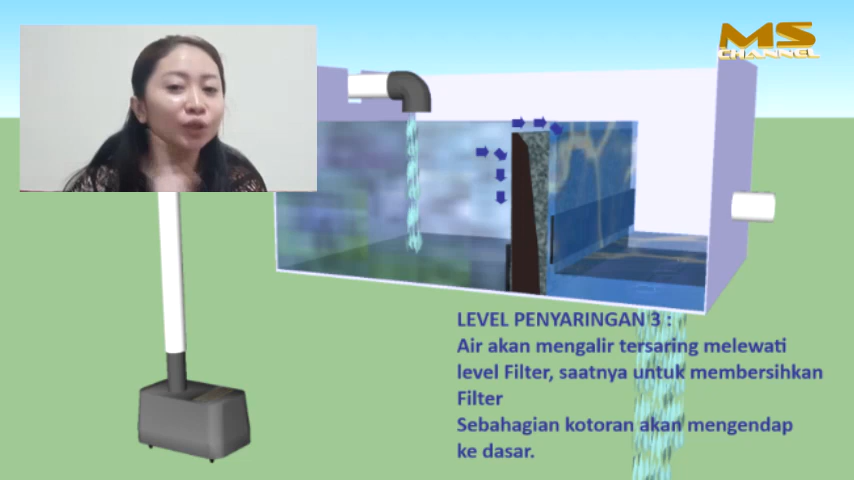 MS
CHANNEL
LEVEL PENYARINGAN 3 :
Air akan mengalir tersaring melewati
level Filter, saatnya untuk membersihkan
Filter
Sebahagian kotoran akan mengendap
ke dasar.